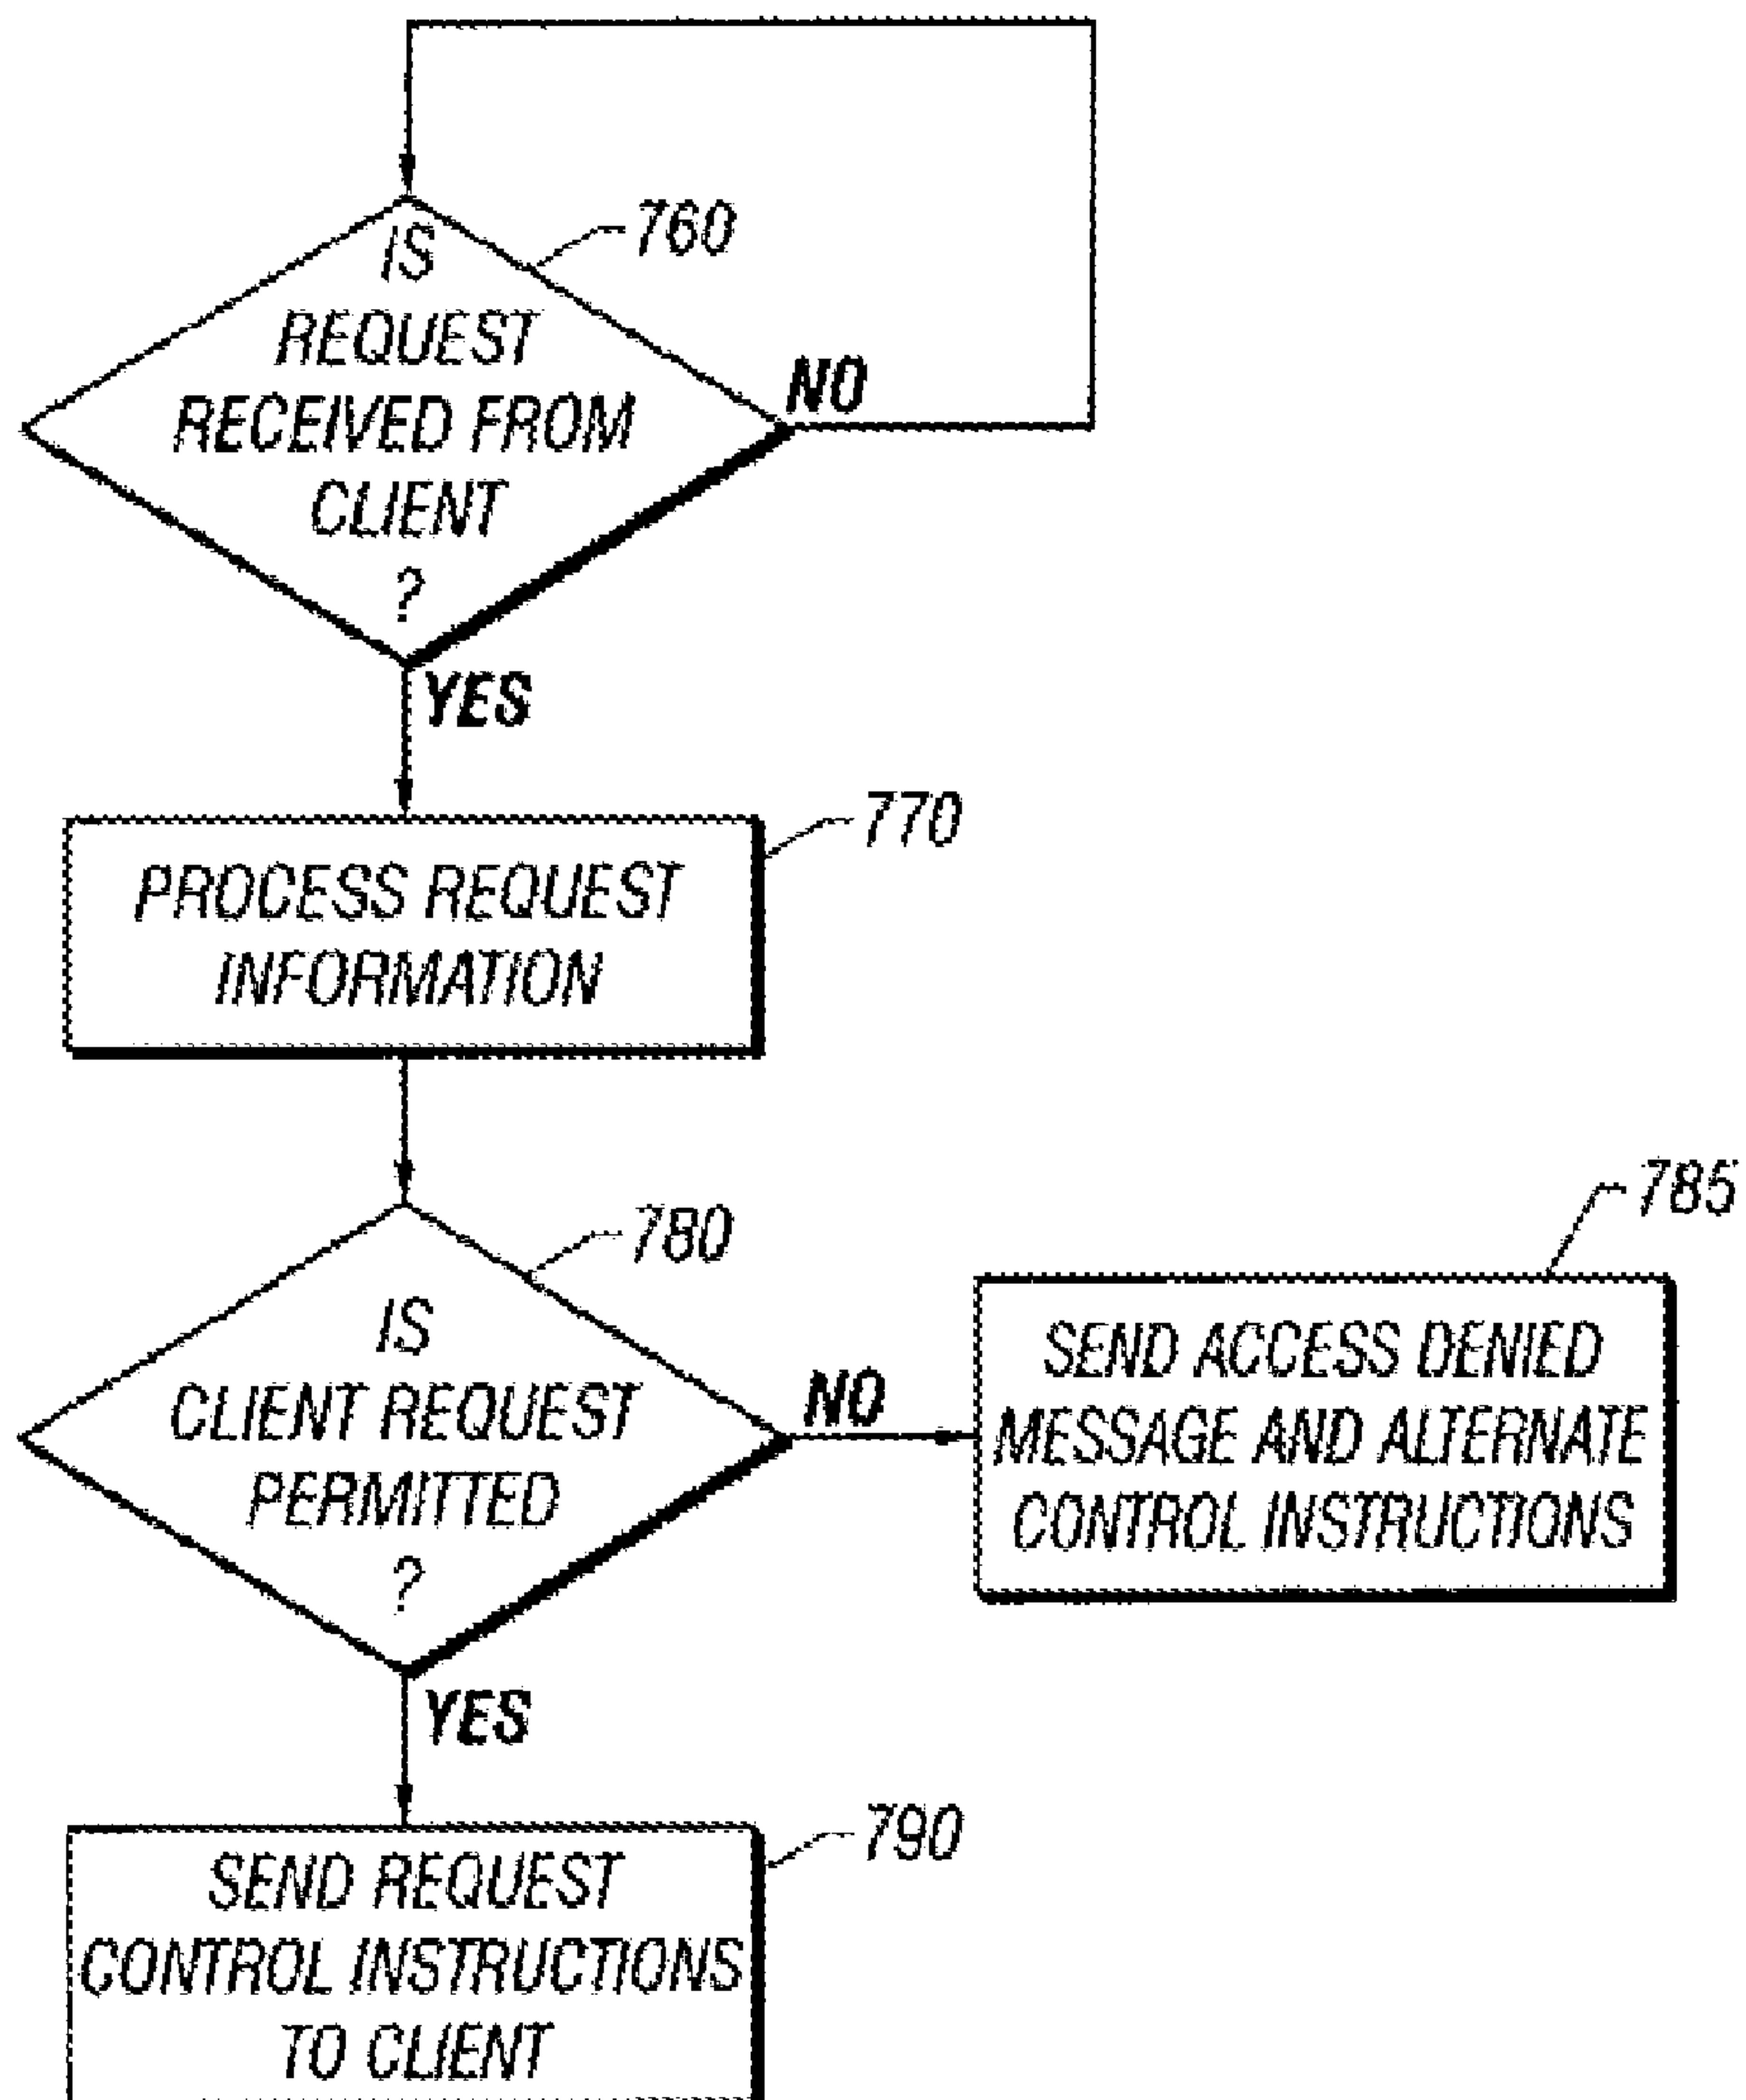 760
IS
REQUEST
RECEIVED FROM
CLIENT
?
NO
YES
770
PROCESS REQUEST
INFORMATION
780
IS
CLIENT REQUEST
PERMITTED
?
NO
785
SEND ACCESS DENIED
MESSAGE AND ALTERNATE
CONTROL INSTRUCTIONS
YES
790
SEND REQUEST
CONTROL INSTRUCTIONS
TO CLIENT